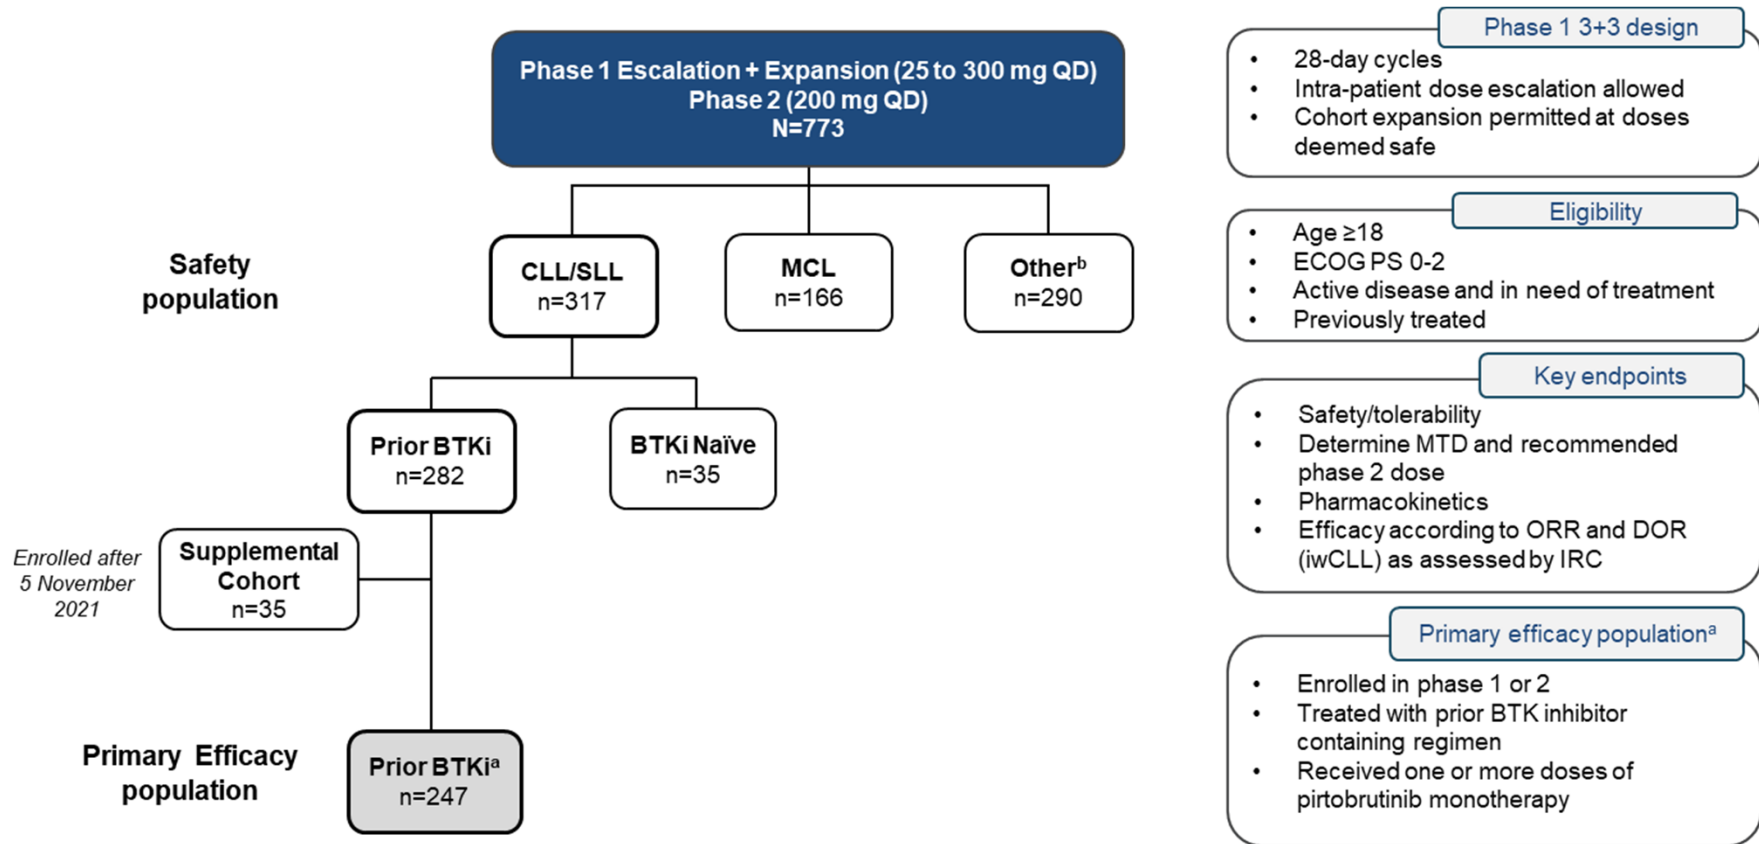 Phase 1 Escalation + Expansion (25 to 300 mg QD)
Phase 2 (200 mg QD)
N=773
Safety
population
CLL/SLL
n=317
MCL
n=166
Otherᵇ
n=290
Prior BTKi
n=282
BTKi Naïve
n=35
Enrolled after
5 November
2021
Supplemental
Cohort
n=35
Primary Efficacy
population
Prior BTKiᵃ
n=247
Phase 1 3+3 design
• 28-day cycles
• Intra-patient dose escalation allowed
• Cohort expansion permitted at doses
deemed safe
Eligibility
• Age ≥18
• ECOG PS 0-2
• Active disease and in need of treatment
• Previously treated
Key endpoints
• Safety/tolerability
• Determine MTD and recommended
phase 2 dose
• Pharmacokinetics
• Efficacy according to ORR and DOR
(iwCLL) as assessed by IRC
Primary efficacy populationᵃ
• Enrolled in phase 1 or 2
• Treated with prior BTK inhibitor
containing regimen
• Received one or more doses of
pirtobrutinib monotherapy